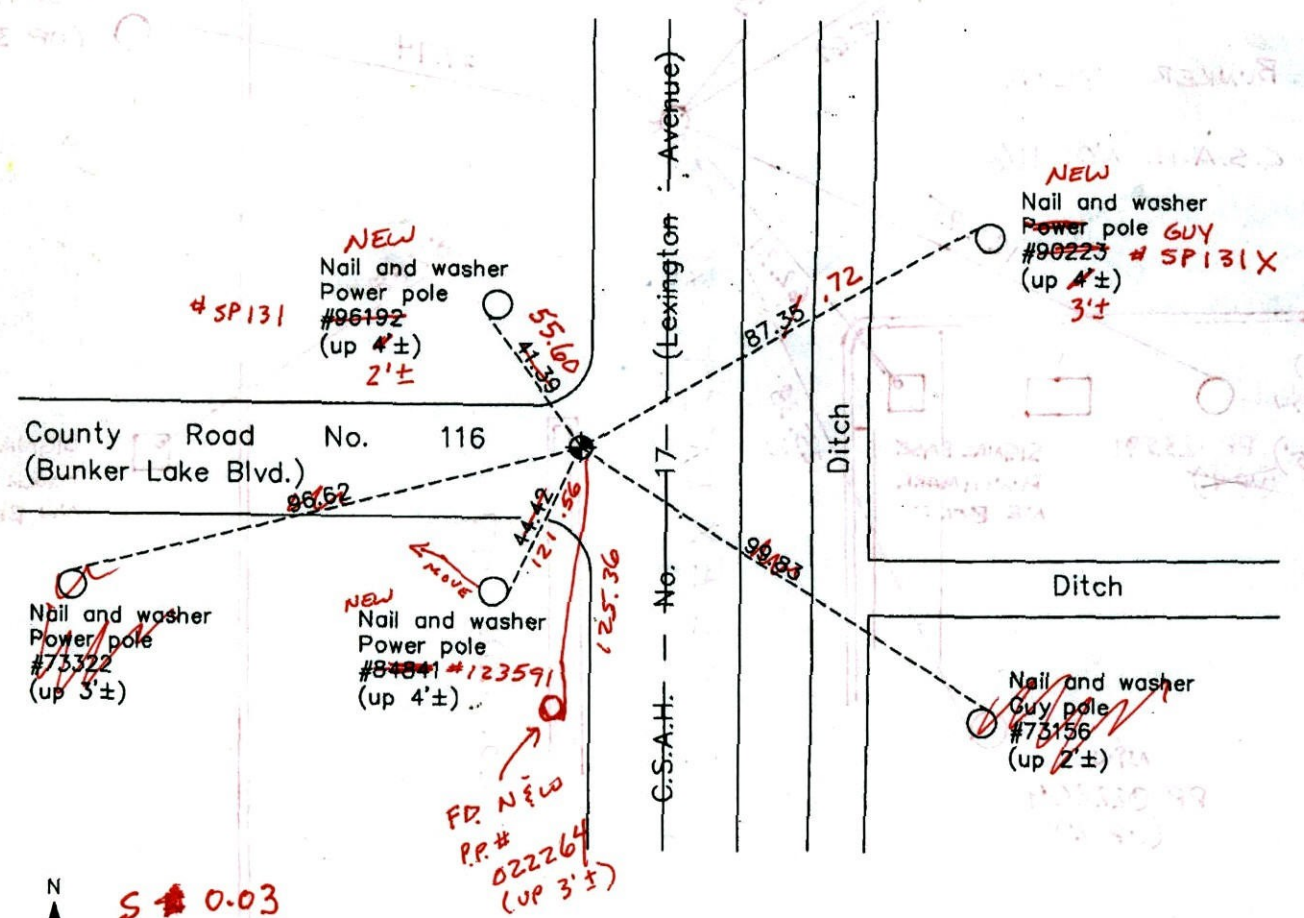 NEW
Nail and washer
Power pole
#96192
# SP131
(up 4'±)
2'±
55.60
41.39
C.S.A.H. No. 17 (Lexington Avenue)
NEW
Nail and washer
Power pole GUY
#90223 # SP131X
(up 4'±)
3'±
87.35 .72
County Road No. 116
(Bunker Lake Blvd.)
96.62
44.42
121.56
125.36
99.83
Ditch
Ditch
MOVE
Nail and washer
Power pole
#73322
(up 3'±)
NEW
Nail and washer
Power pole
#84841 #123591
(up 4'±)
Nail and washer
Guy pole
#73156
(up 2'±)
FD. N & W
P.P. #
022264
(UP 3'±)
N
S 0.03
BUNKER
C.S.A.H. No. 116